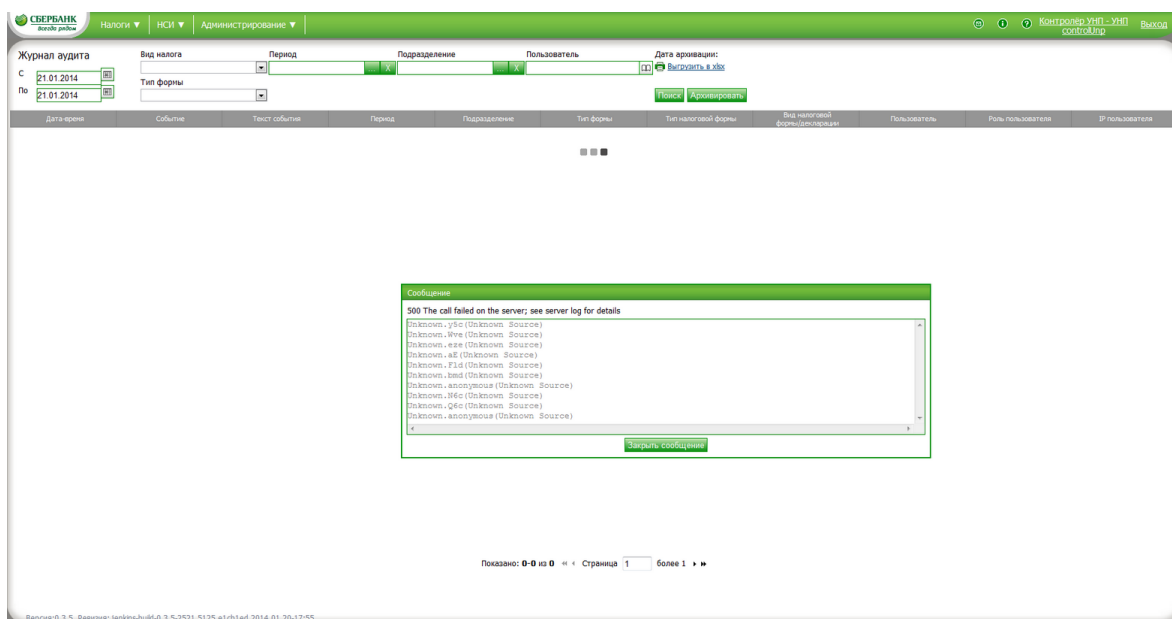 СБЕРБАНК
Всегда рядом
Налоги ▼ НСИ ▼ Администрирование ▼
Контролёр УНП - УНП
controlUnp
Выход
Журнал аудита
С 21.01.2014
По 21.01.2014
Вид налога
Тип формы
Период
... X
Подразделение
... X
Пользователь
Дата архивации:
Выгрузить в xlsx
Поиск Архивировать
Дата-время Событие Текст события Период Подразделение Тип формы Тип налоговой формы Вид налоговой
формы/декларации
Пользователь Роль пользователя IP пользователя
Сообщение
500 The call failed on the server; see server log for details
Unknown.y5c(Unknown Source)
Unknown.Wve(Unknown Source)
Unknown.eze(Unknown Source)
Unknown.aE(Unknown Source)
Unknown.Fld(Unknown Source)
Unknown.bmd(Unknown Source)
Unknown.anonymous(Unknown Source)
Unknown.N6c(Unknown Source)
Unknown.Q6c(Unknown Source)
Unknown.anonymous(Unknown Source)
Закрыть сообщение
Показано: 0-0 из 0 Страница 1 более 1